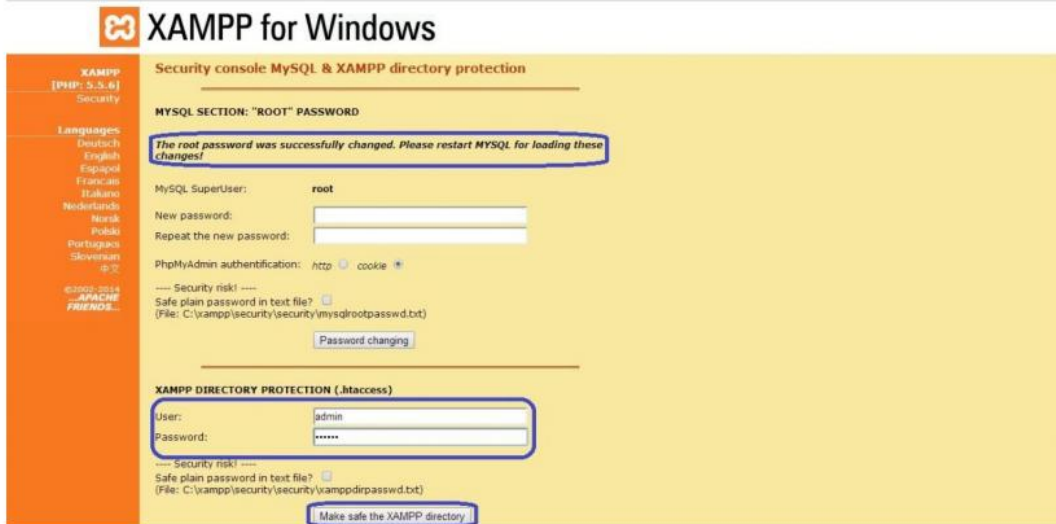 XAMPP for Windows
XAMPP
[PHP: 5.5.6]
Security
Languages
Deutsch
English
Espanol
Francais
Italiano
Nederlands
Norsk
Polski
Portugues
Slovenian
中文
©2002-2014
...APACHE
FRIENDS...
Security console MySQL & XAMPP directory protection
MYSQL SECTION: "ROOT" PASSWORD
The root password was successfully changed. Please restart MYSQL for loading these
changes!
MySQL SuperUser: root
New password:
Repeat the new password:
PhpMyAdmin authentification: http cookie
---- Security risk! ----
Safe plain password in text file?
(File: C:\xampp\security\security\mysqlrootpasswd.txt)
Password changing
XAMPP DIRECTORY PROTECTION (.htaccess)
User: admin
Password: ••••••
---- Security risk! ----
Safe plain password in text file?
(File: C:\xampp\security\security\xamppdirpasswd.txt)
Make safe the XAMPP directory